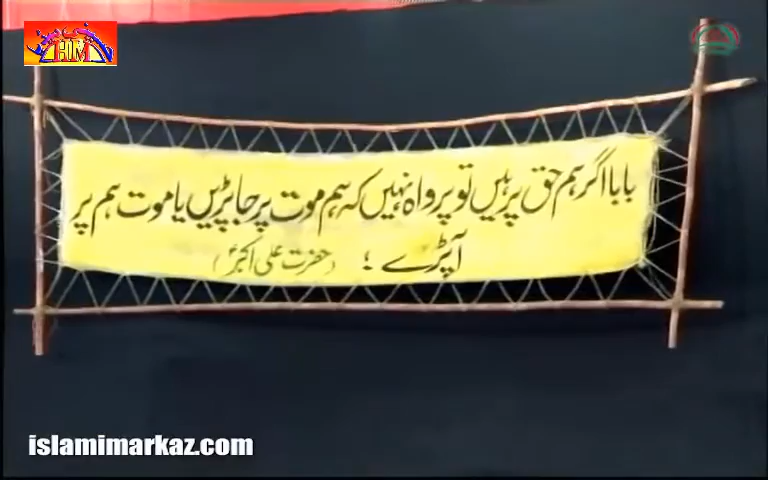 HTM
بابا اگر ہم حق پر ہیں تو پرواہ نہیں کہ ہم موت پر جا پڑیں یا موت ہم پر
آپڑے ؛ (حضرت علی اکبرؑ)
islamimarkaz.com